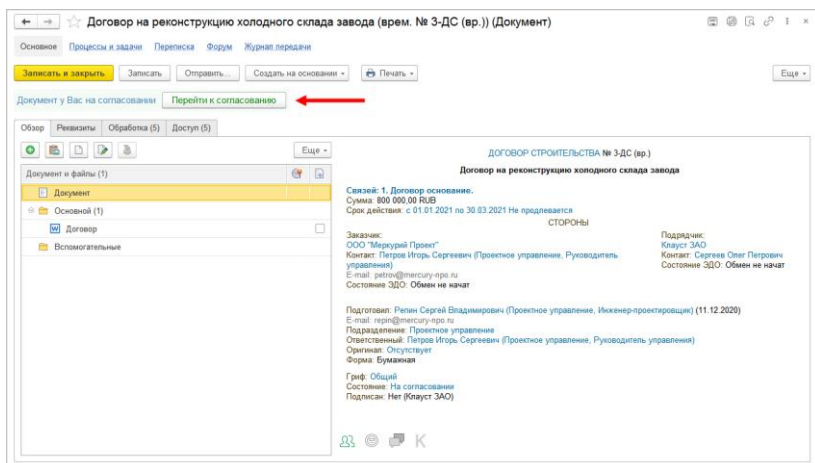 Договор на реконструкцию холодного склада завода (врем. № 3-ДС (вр.)) (Документ)
Основное Процессы и задачи Переписка Форум Журнал передачи
Записать и закрыть Записать Отправить... Создать на основании Печать Еще
Документ у Вас на согласовании Перейти к согласованию
Обзор Реквизиты Обработка (5) Доступ (5)
Еще
Документ и файлы (1)
Документ
Основной (1)
Договор
Вспомогательные
ДОГОВОР СТРОИТЕЛЬСТВА № 3-ДС (вр.)
Договор на реконструкцию холодного склада завода
Связей: 1. Договор основание.
Сумма: 800 000,00 RUB
Срок действия: с 01.01.2021 по 30.03.2021 Не продлевается
СТОРОНЫ
Заказчик:
ООО "Меркурий Проект"
Контакт: Петров Игорь Сергеевич (Проектное управление, Руководитель
управления)
E-mail: petrov@mercury-npo.ru
Состояние ЭДО: Обмен не начат
Подрядчик:
Клауст ЗАО
Контакт: Сергеев Олег Петрович
Состояние ЭДО: Обмен не начат
Подготовил: Репин Сергей Владимирович (Проектное управление, Инженер-проектировщик) (11.12.2020)
E-mail: repin@mercury-npo.ru
Подразделение: Проектное управление
Ответственный: Петров Игорь Сергеевич (Проектное управление, Руководитель управления)
Оригинал: Отсутствует
Форма: Бумажная
Гриф: Общий
Состояние: На согласовании
Подписан: Нет (Клауст ЗАО)